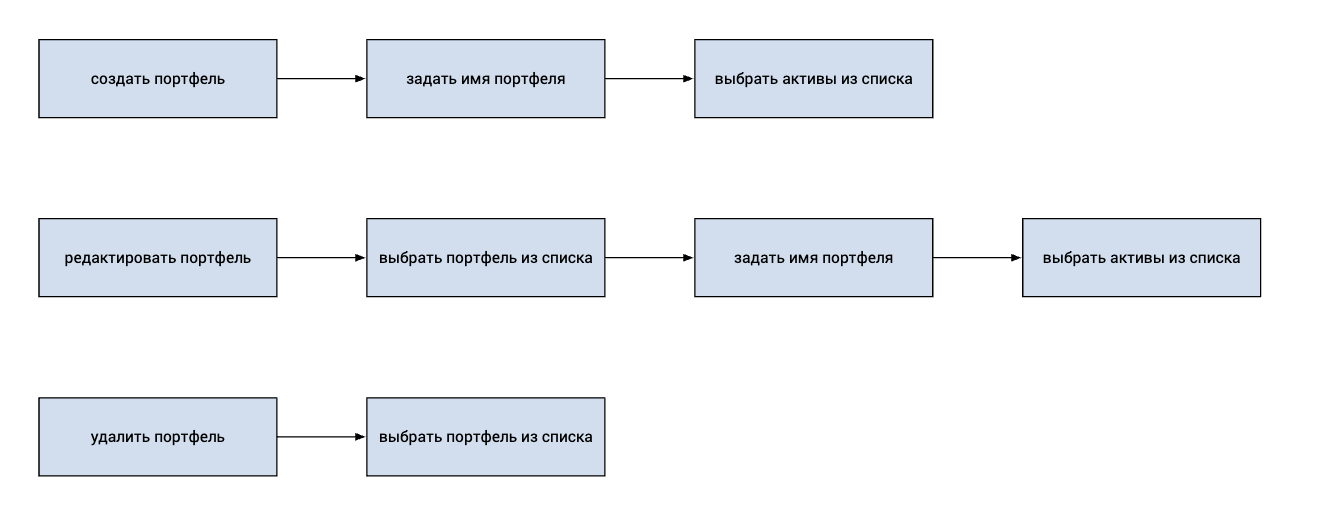 создать портфель
задать имя портфеля
выбрать активы из списка
редактировать портфель
выбрать портфель из списка
задать имя портфеля
выбрать активы из списка
удалить портфель
выбрать портфель из списка